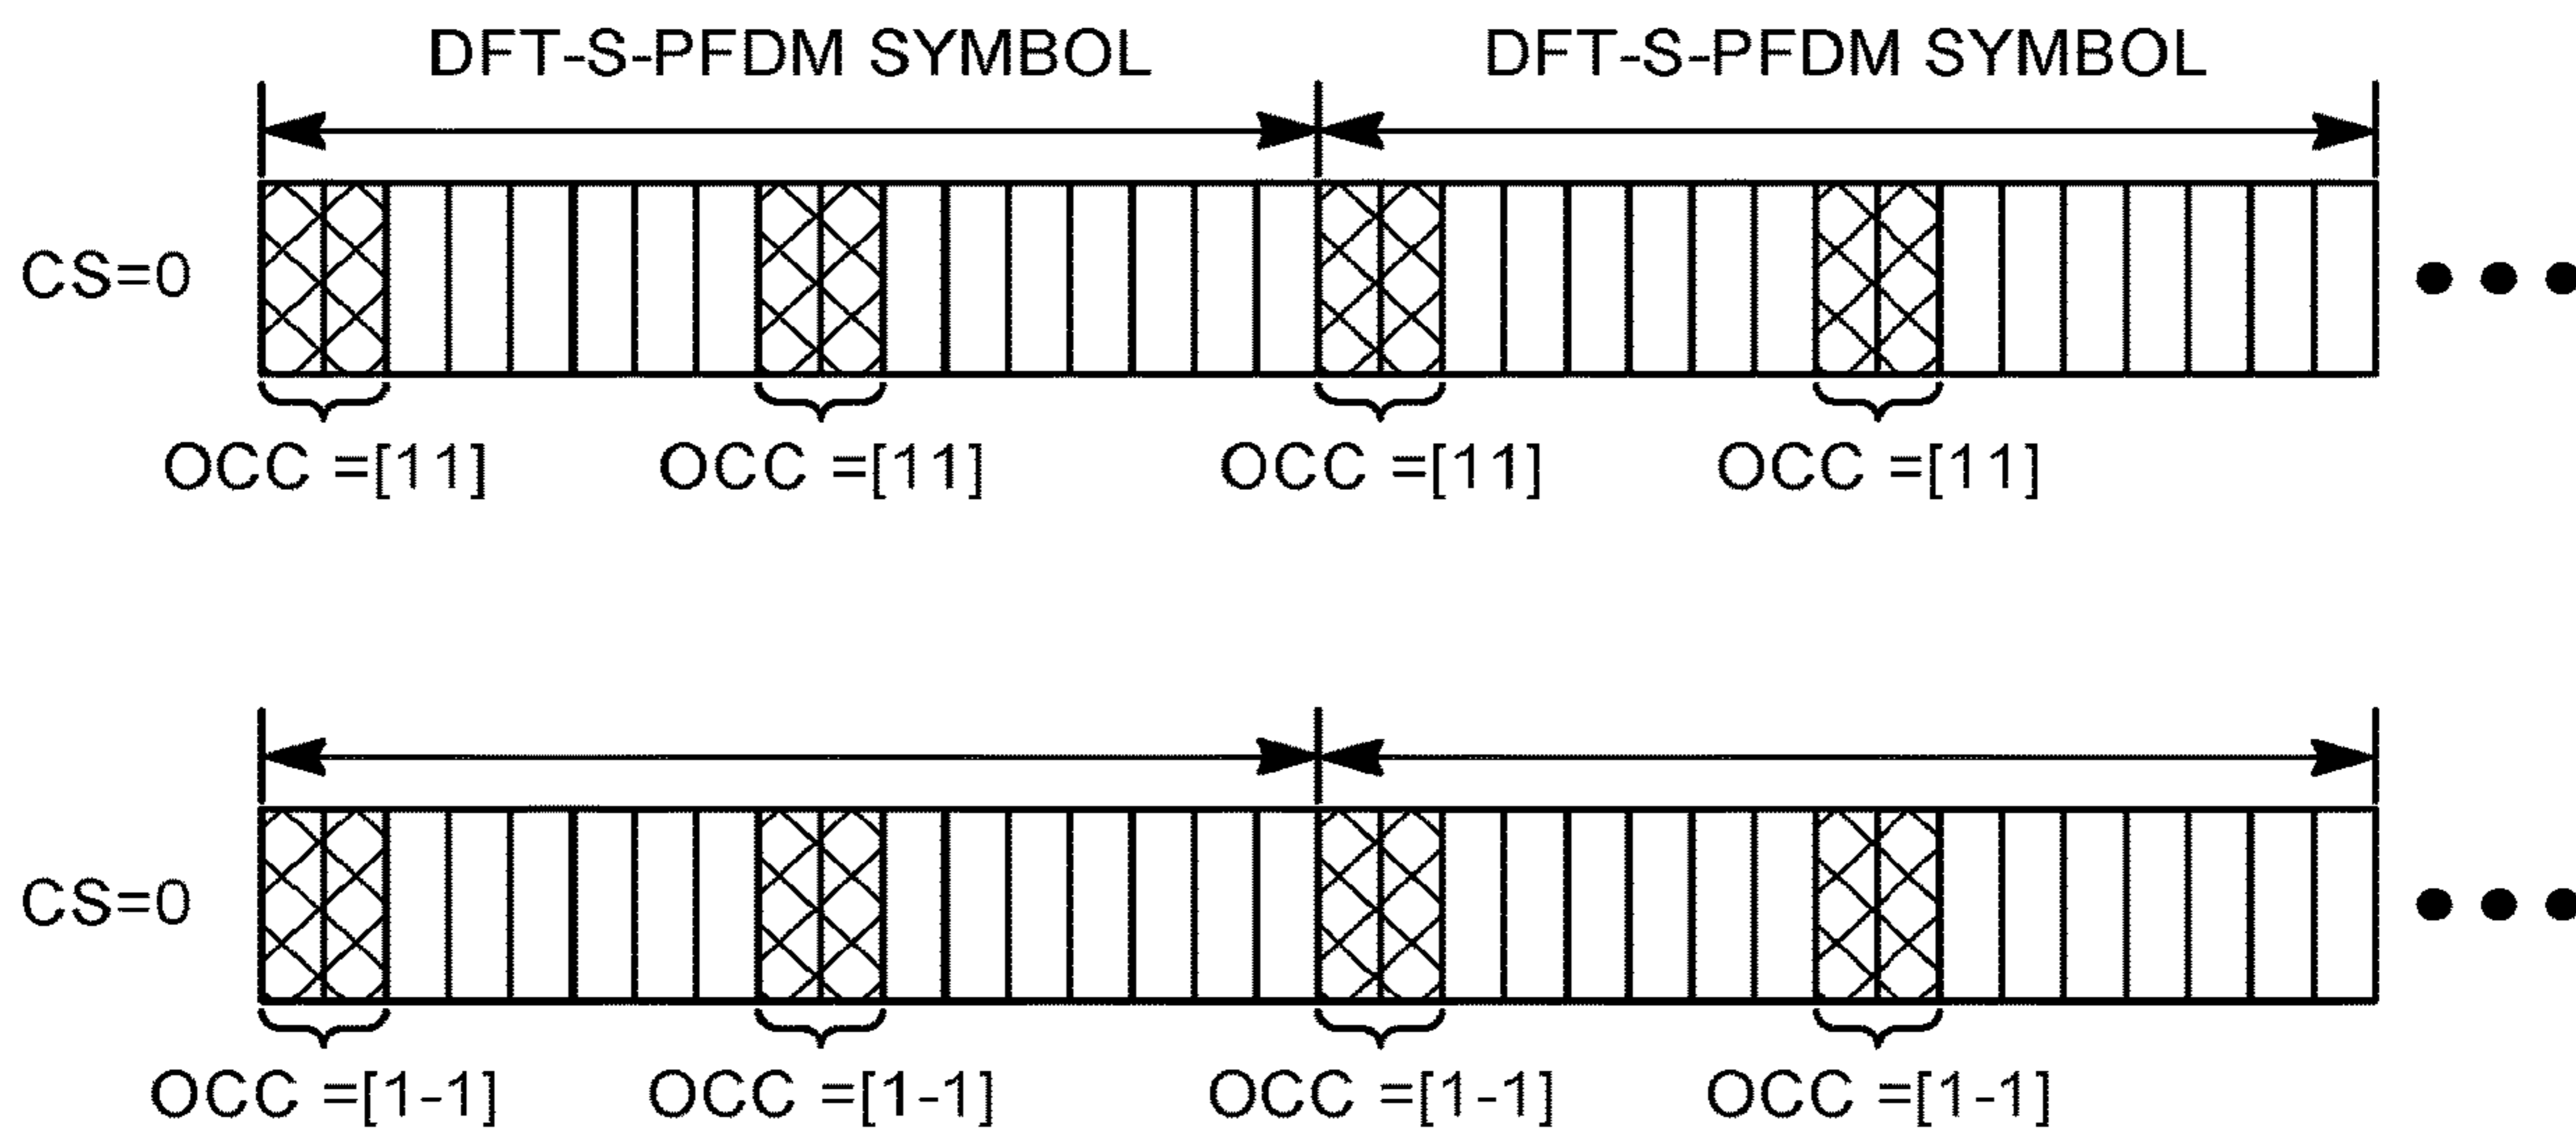 DFT-S-PFDM SYMBOL DFT-S-PFDM SYMBOL
CS=0
OCC =[11] OCC =[11] OCC =[11] OCC =[11]
CS=0
OCC =[1-1] OCC =[1-1] OCC =[1-1] OCC =[1-1]